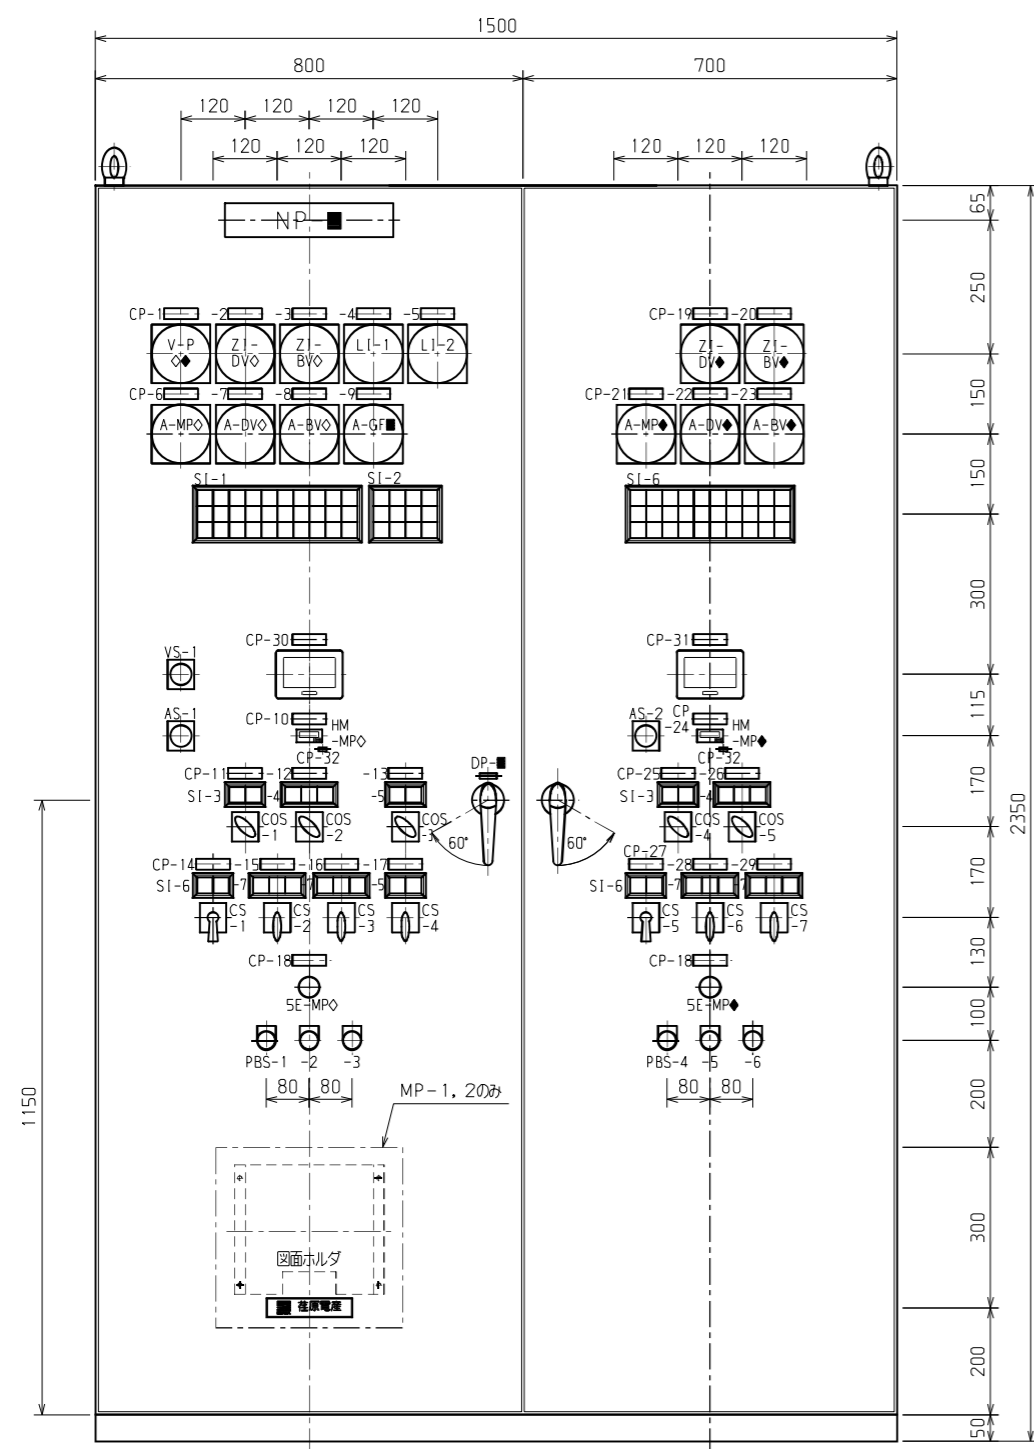 1500
800 700
120 120 120 120
120 120 120 120 120 120
NP-■
65
250
CP-1 -2 -3 -4 -5 CP-19 -20
V-P ◇◆ ZI-DV◇ ZI-BV◇ LI-1 LI-2 ZI-DV◆ ZI-BV◆
150
CP-6 -7 -8 -9 CP-21 -22 -23
A-MP◇ A-DV◇ A-BV◇ A-GF■ A-MP◆ A-DV◆ A-BV◆
150
SI-1 SI-2 SI-6
300
CP-30 CP-31
VS-1
115
AS-1 CP-10 HM-MP◇ AS-2 CP-24 HM-MP◆
CP-32 CP-32
170
DP-■
CP-11 -12 -13 CP-25 -26
SI-3 -4 -5 SI-3 -4
COS-1 COS-2 COS-3 COS-4 COS-5
60° 60°
2350
170
CP-14 -15 -16 -17 CP-27 -28 -29
SI-6 -7 -7 -5 SI-6 -7 -7
CS-1 CS-2 CS-3 CS-4 CS-5 CS-6 CS-7
130
CP-18 CP-18
5E-MP◇ 5E-MP◆
100
PBS-1 -2 -3 PBS-4 -5 -6
80 80 80 80
1150
200
MP-1, 2のみ
300
図面ホルダ
荏原電産
200
50